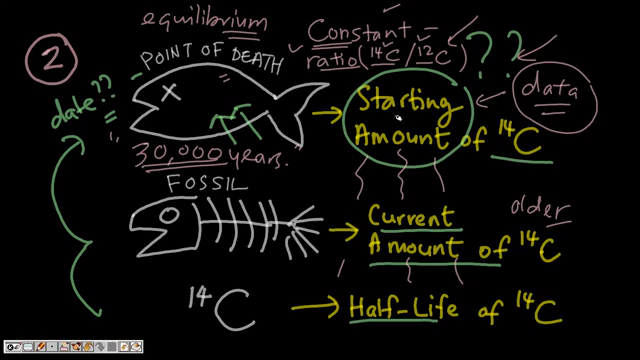 2
equilibrium
Constant
POINT OF DEATH
ratio (14C/12C)
? ?
date??
Starting
Amount of 14C
data
30,000 years
FOSSIL
Current
Amount of 14C
older
14C
Half-Life of 14C